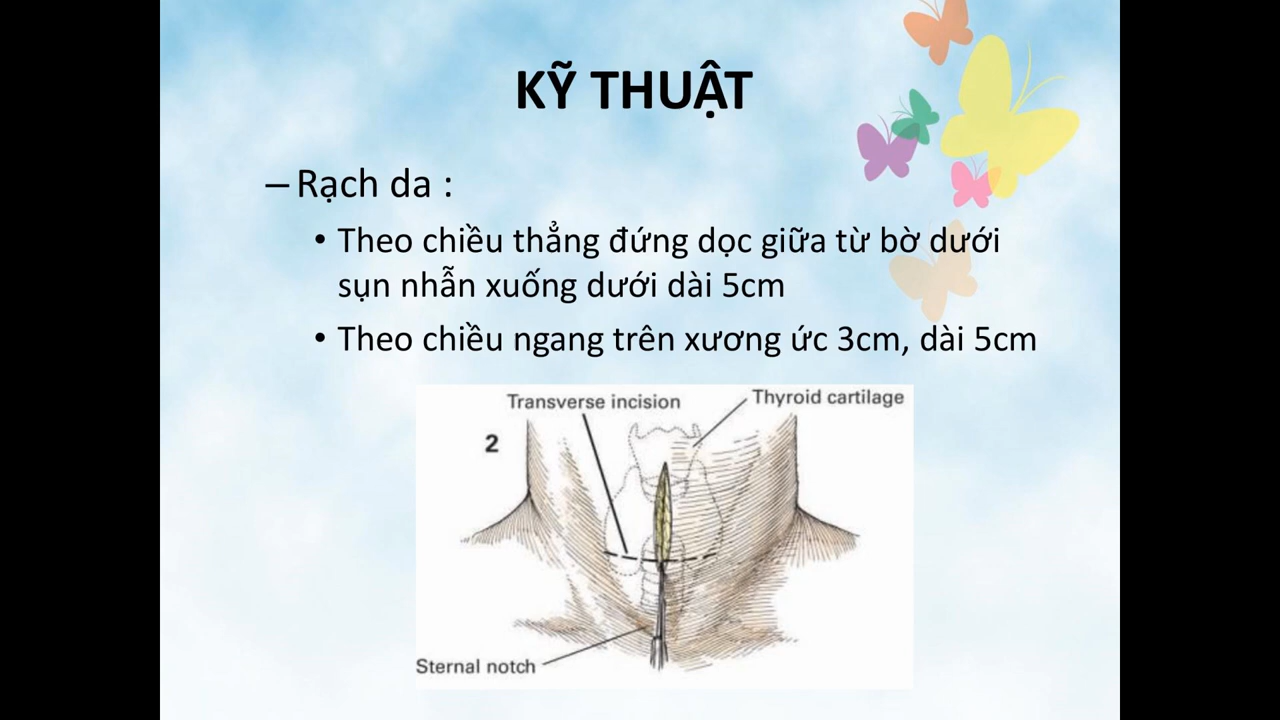 KỸ THUẬT
– Rạch da :
• Theo chiều thẳng đứng dọc giữa từ bờ dưới
sụn nhẫn xuống dưới dài 5cm
• Theo chiều ngang trên xương ức 3cm, dài 5cm
Transverse incision
Thyroid cartilage
2
Sternal notch